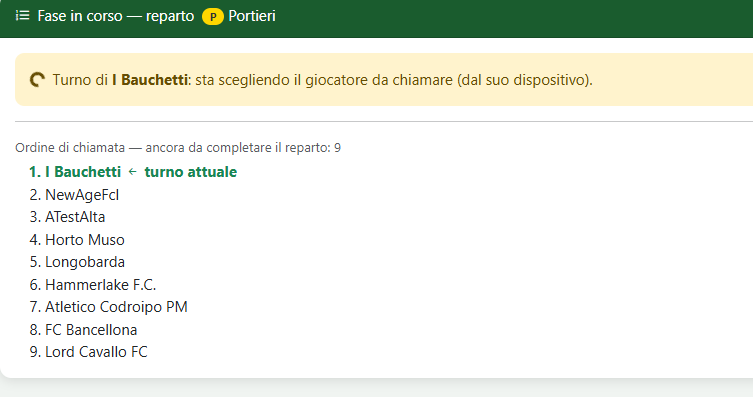 Fase in corso — reparto P Portieri
Turno di I Bauchetti: sta scegliendo il giocatore da chiamare (dal suo dispositivo).
Ordine di chiamata — ancora da completare il reparto: 9
1. I Bauchetti ← turno attuale
2. NewAgeFcl
3. ATestAlta
4. Horto Muso
5. Longobarda
6. Hammerlake F.C.
7. Atletico Codroipo PM
8. FC Bancellona
9. Lord Cavallo FC